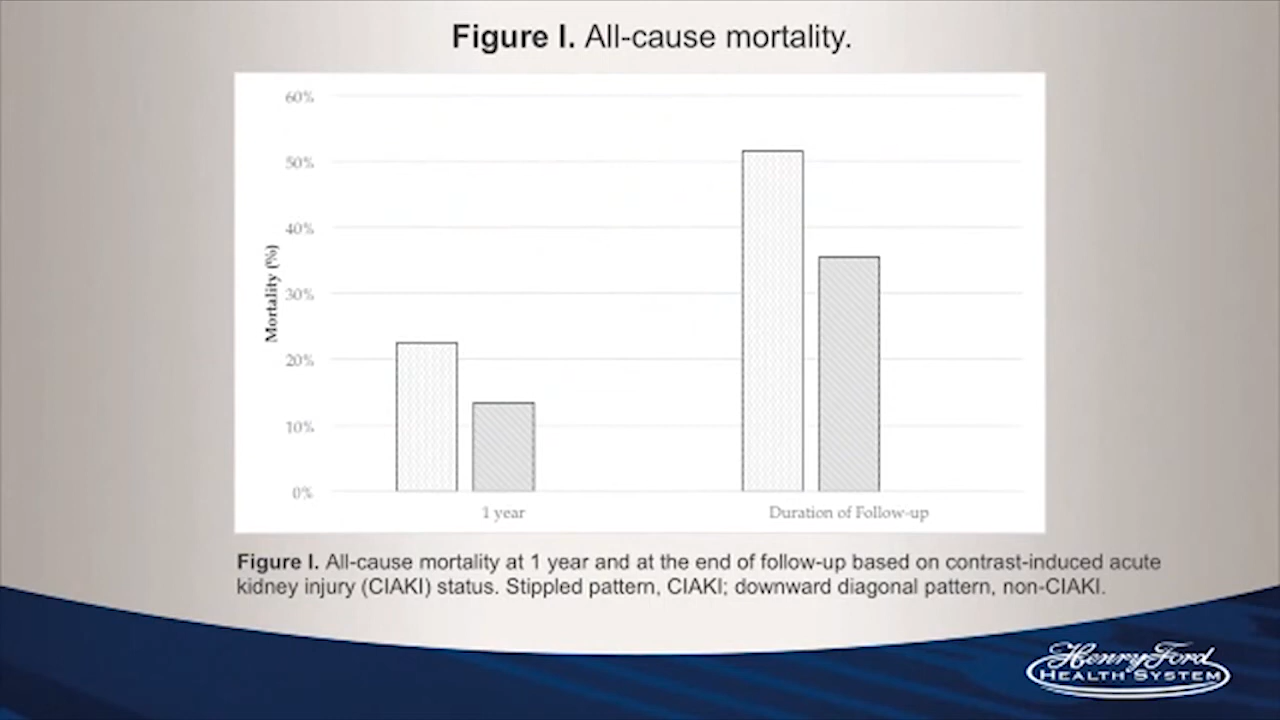 Figure I. All-cause mortality.
60%
50%
40%
30%
20%
10%
0%
Mortality (%)
1 year
Duration of Follow-up
Figure I. All-cause mortality at 1 year and at the end of follow-up based on contrast-induced acute
kidney injury (CIAKI) status. Stippled pattern, CIAKI; downward diagonal pattern, non-CIAKI.
Henry Ford
HEALTH SYSTEM